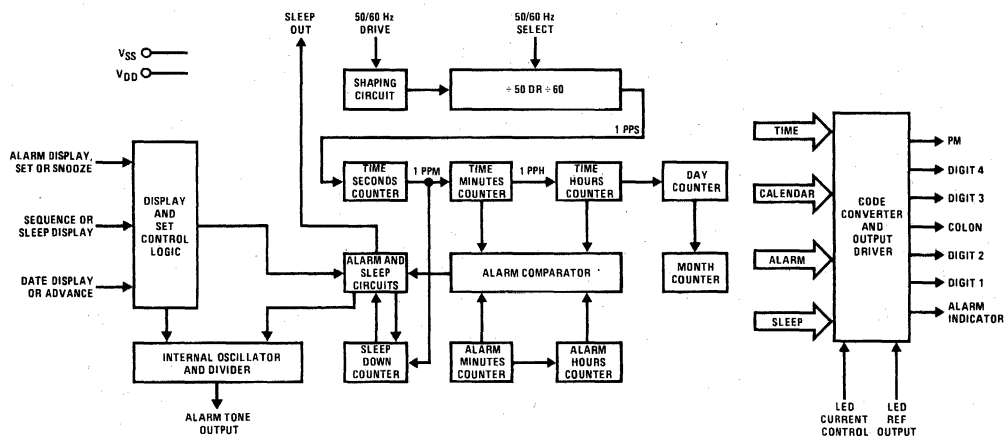 SLEEP
OUT
50/60 Hz
DRIVE
50/60 Hz
SELECT
VSS
VDD
SHAPING
CIRCUIT
÷ 50 DR ÷ 60
1 PPS
TIME
PM
ALARM DISPLAY,
SET OR SNOOZE
DISPLAY
AND
SET
CONTROL
LOGIC
TIME
SECONDS
COUNTER
1 PPM
TIME
MINUTES
COUNTER
1 PPH
TIME
HOURS
COUNTER
DAY
COUNTER
CALENDAR
CODE
CONVERTER
AND
OUTPUT
DRIVER
DIGIT 4
DIGIT 3
COLON
DIGIT 2
DIGIT 1
ALARM
INDICATOR
SEQUENCE OR
SLEEP DISPLAY
DATE DISPLAY
OR ADVANCE
ALARM AND
SLEEP
CIRCUITS
ALARM COMPARATOR
MONTH
COUNTER
ALARM
SLEEP
INTERNAL OSCILLATOR
AND DIVIDER
SLEEP
DOWN
COUNTER
ALARM
MINUTES
COUNTER
ALARM
HOURS
COUNTER
ALARM TONE
OUTPUT
LED
CURRENT
CONTROL
LED
REF
OUTPUT